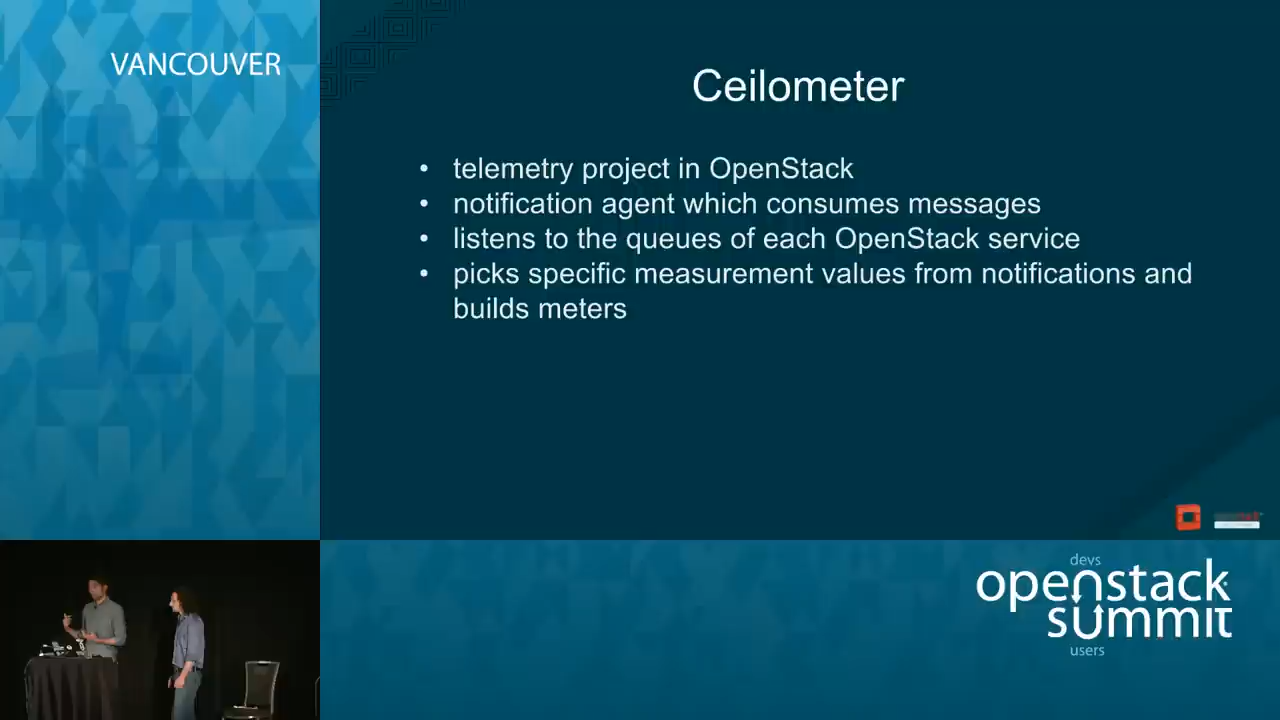 VANCOUVER
Ceilometer
• telemetry project in OpenStack
• notification agent which consumes messages
• listens to the queues of each OpenStack service
• picks specific measurement values from notifications and
builds meters
devs
openstack
summit
users